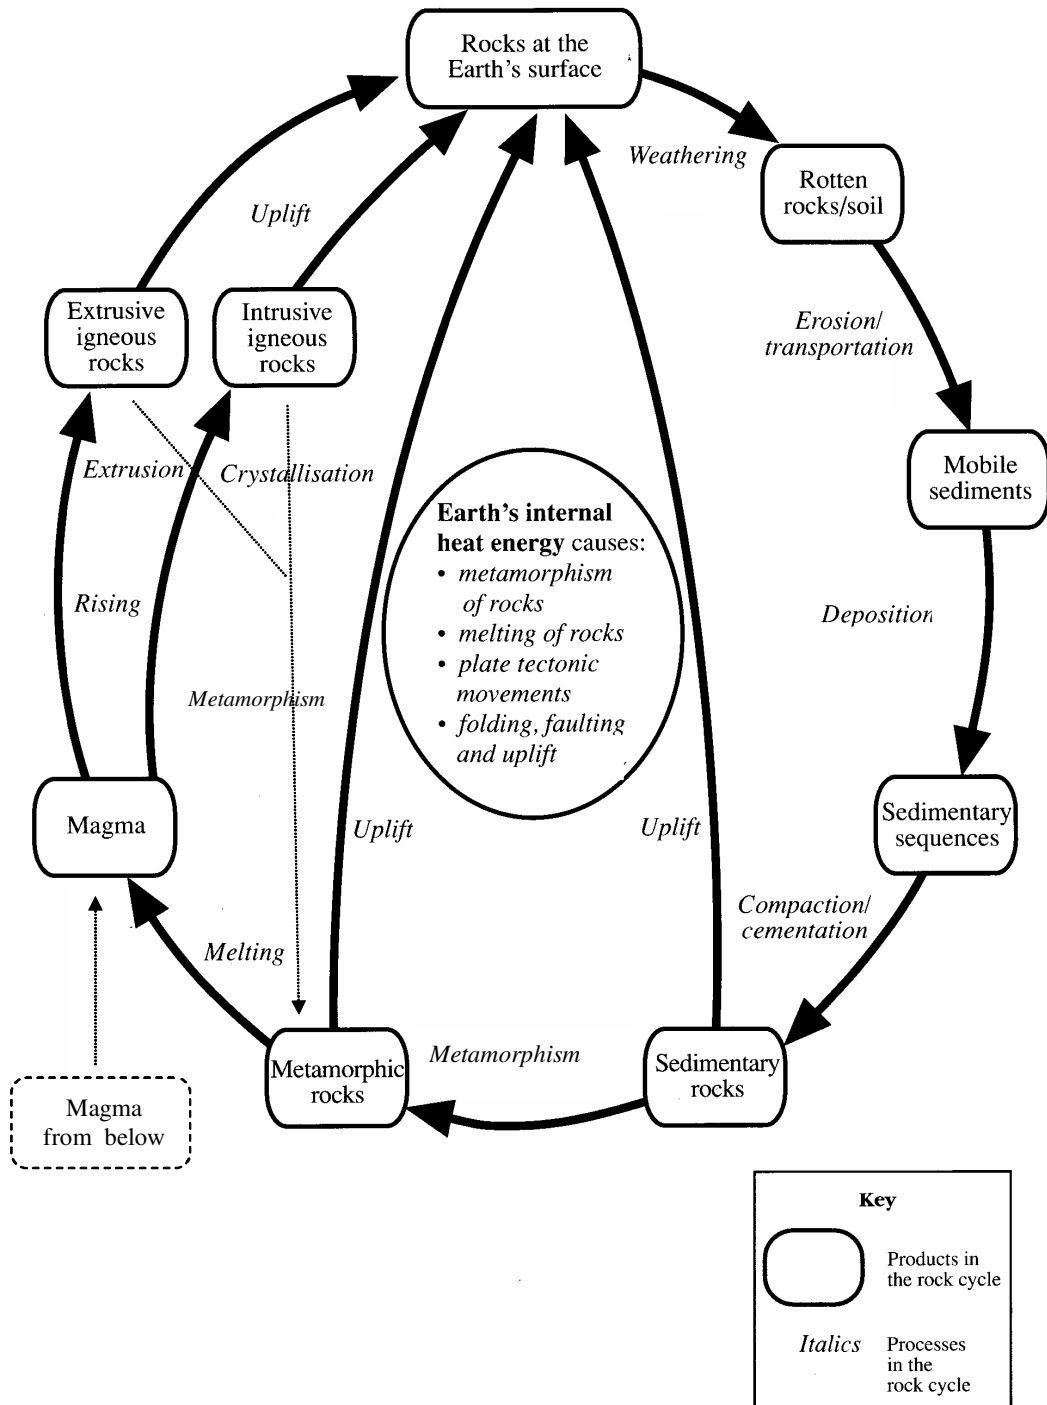 Rocks at the
Earth's surface
Weathering
Rotten
rocks/soil
Uplift
Extrusive
igneous
rocks
Intrusive
igneous
rocks
Erosion/
transportation
Extrusion
Crystallisation
Mobile
sediments
Earth's internal
heat energy causes:
• metamorphism
of rocks
• melting of rocks
• plate tectonic
movements
• folding, faulting
and uplift
Rising
Deposition
Metamorphism
Magma
Uplift
Uplift
Sedimentary
sequences
Compaction/
cementation
Melting
Metamorphic
rocks
Metamorphism
Sedimentary
rocks
Magma
from below
Key
Products in
the rock cycle
Italics
Processes
in the
rock cycle